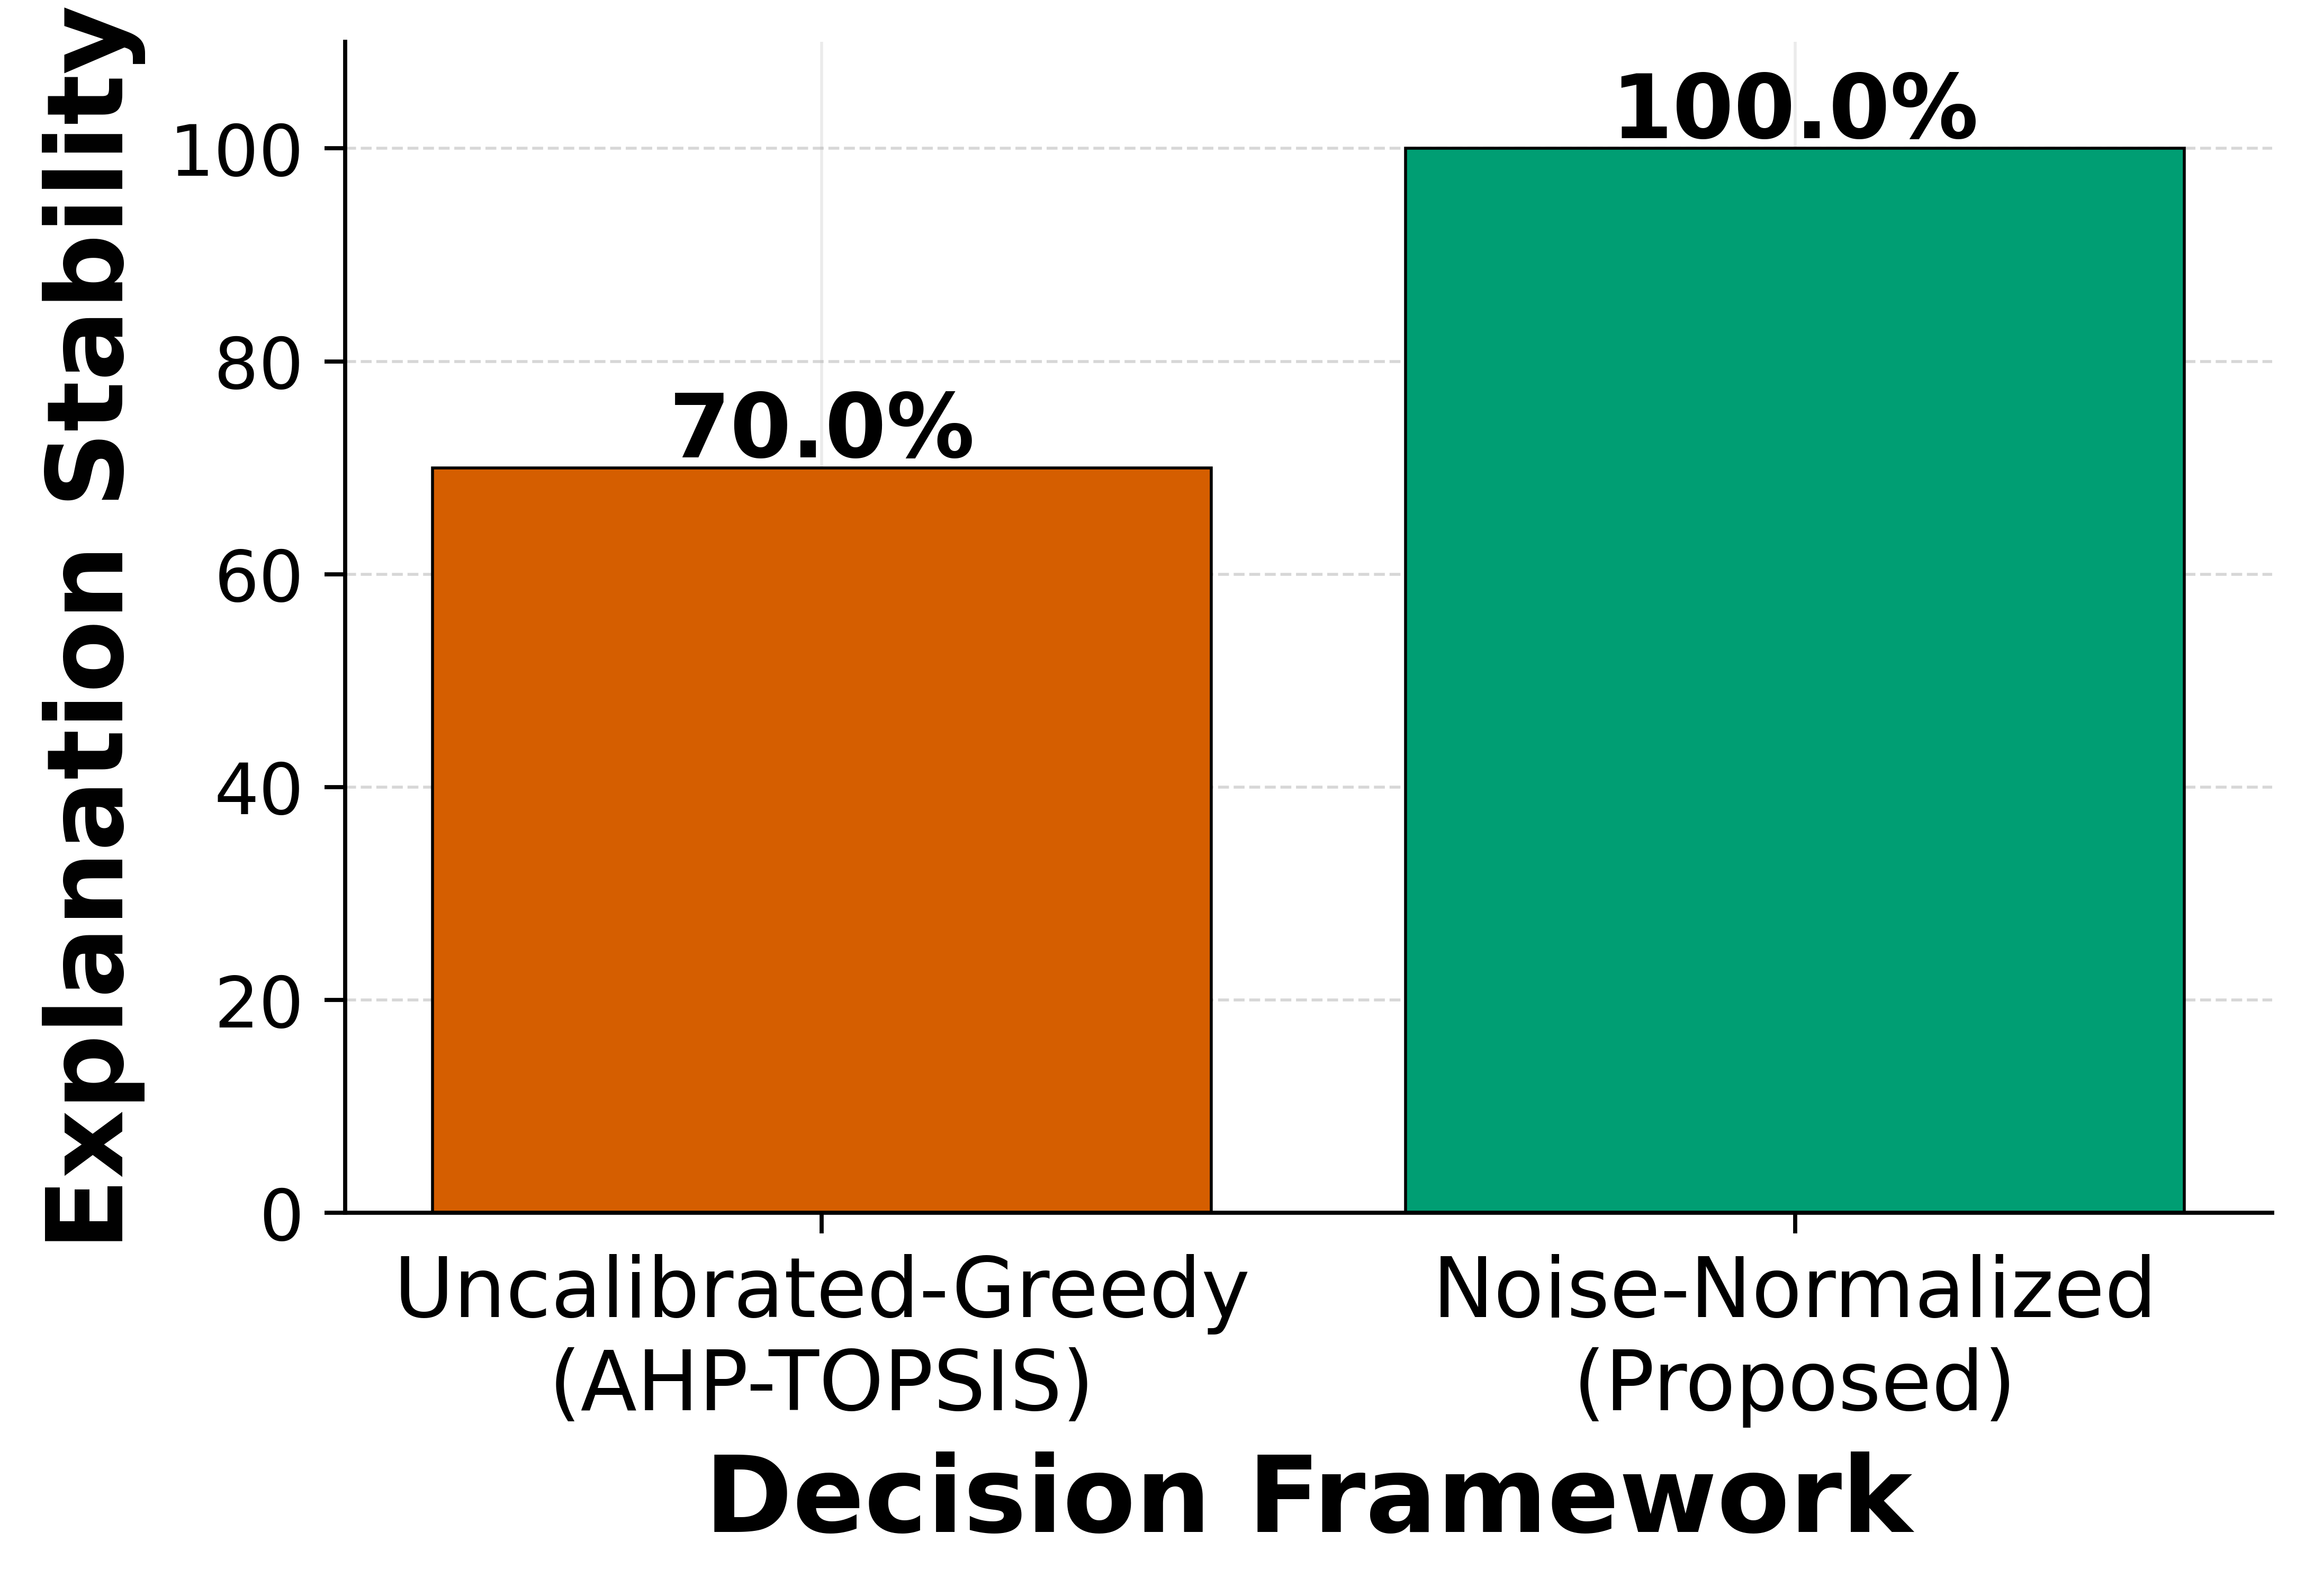 Explanation Stability
100
80
60
40
20
0
70.0%
100.0%
Uncalibrated-Greedy
(AHP-TOPSIS)
Noise-Normalized
(Proposed)
Decision Framework